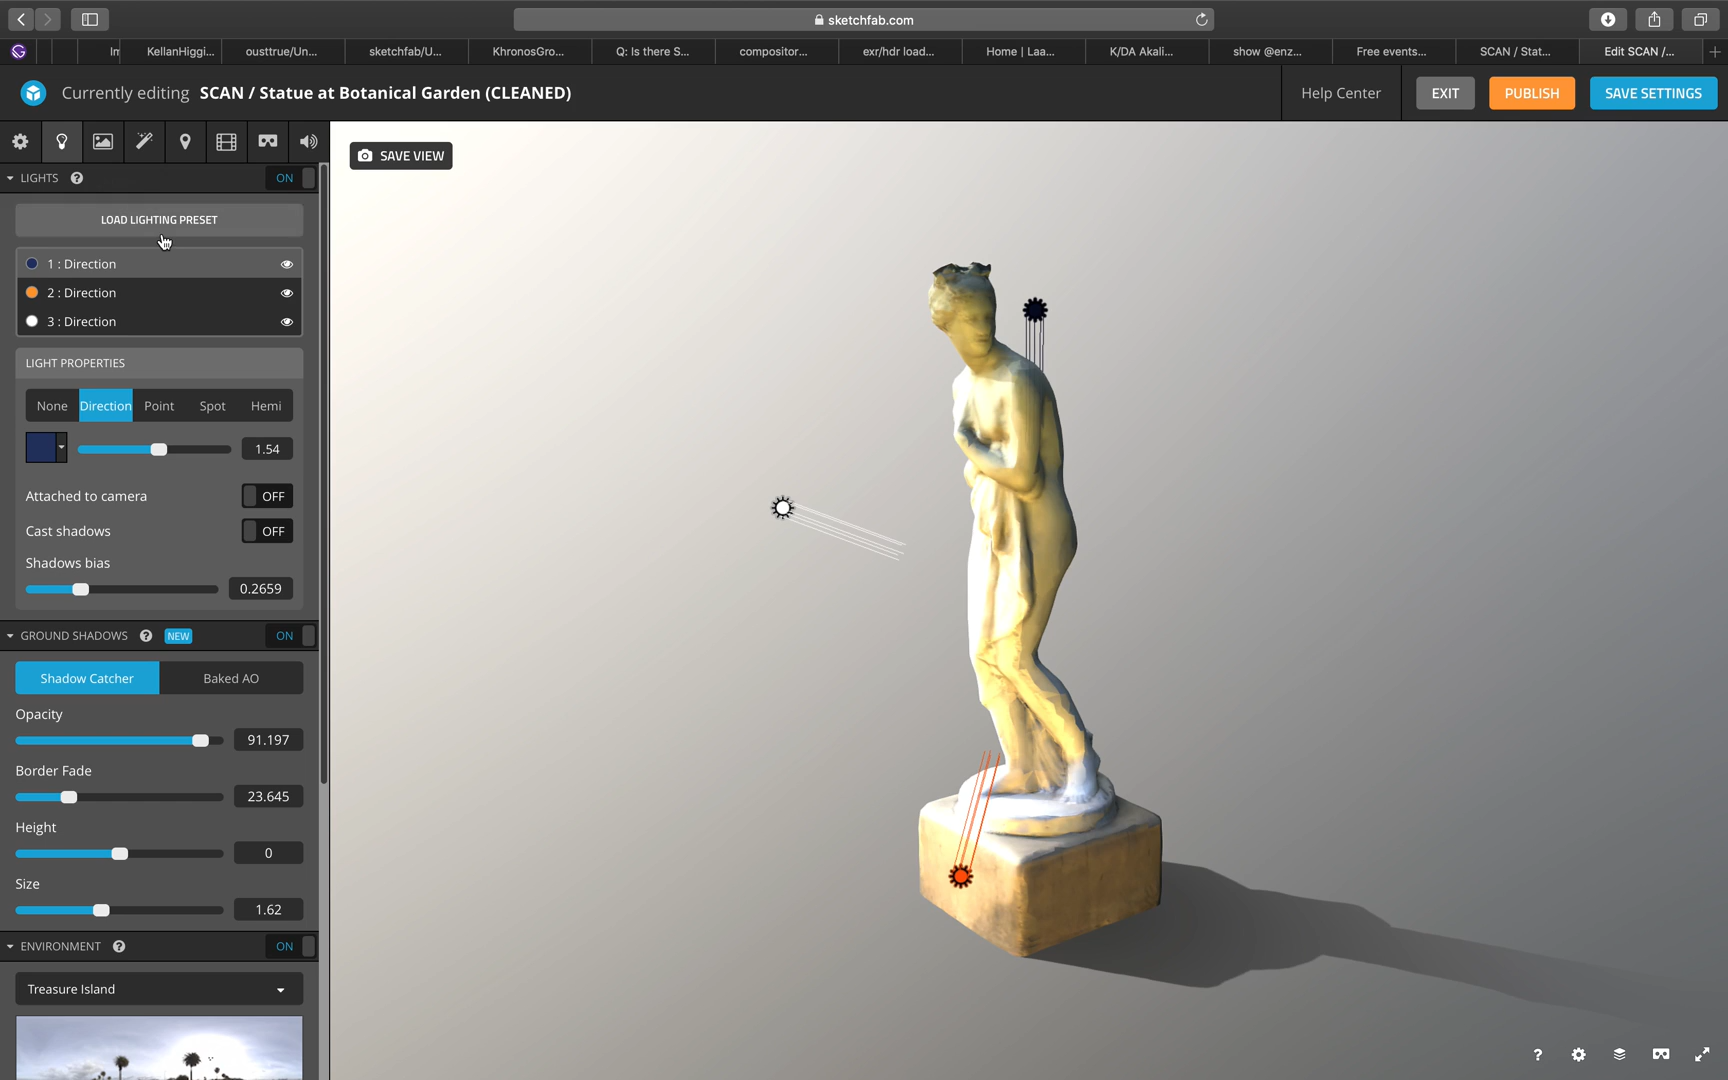 sketchfab.com
Im
KellanHiggi...
ousttrue/Un...
sketchfab/U...
KhronosGro...
Q: Is there S...
compositor...
exr/hdr load...
Home | Laa...
K/DA Akali...
show @enz...
Free events...
SCAN / Stat...
Edit SCAN /...
Currently editing SCAN / Statue at Botanical Garden (CLEANED)
Help Center
EXIT
PUBLISH
SAVE SETTINGS
SAVE VIEW
LIGHTS ? ON
LOAD LIGHTING PRESET
1 : Direction
2 : Direction
3 : Direction
LIGHT PROPERTIES
None Direction Point Spot Hemi
1.54
Attached to camera OFF
Cast shadows OFF
Shadows bias
0.2659
GROUND SHADOWS ? NEW ON
Shadow Catcher Baked AO
Opacity
91.197
Border Fade
23.645
Height
0
Size
1.62
ENVIRONMENT ? ON
Treasure Island
?